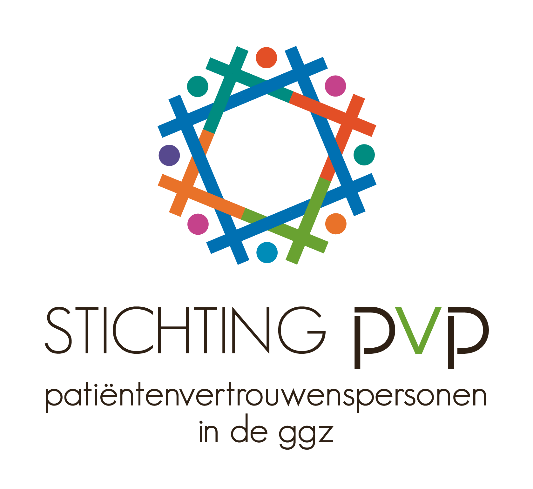 STICHTING pvp
patiëntenvertrouwenspersonen
in de ggz